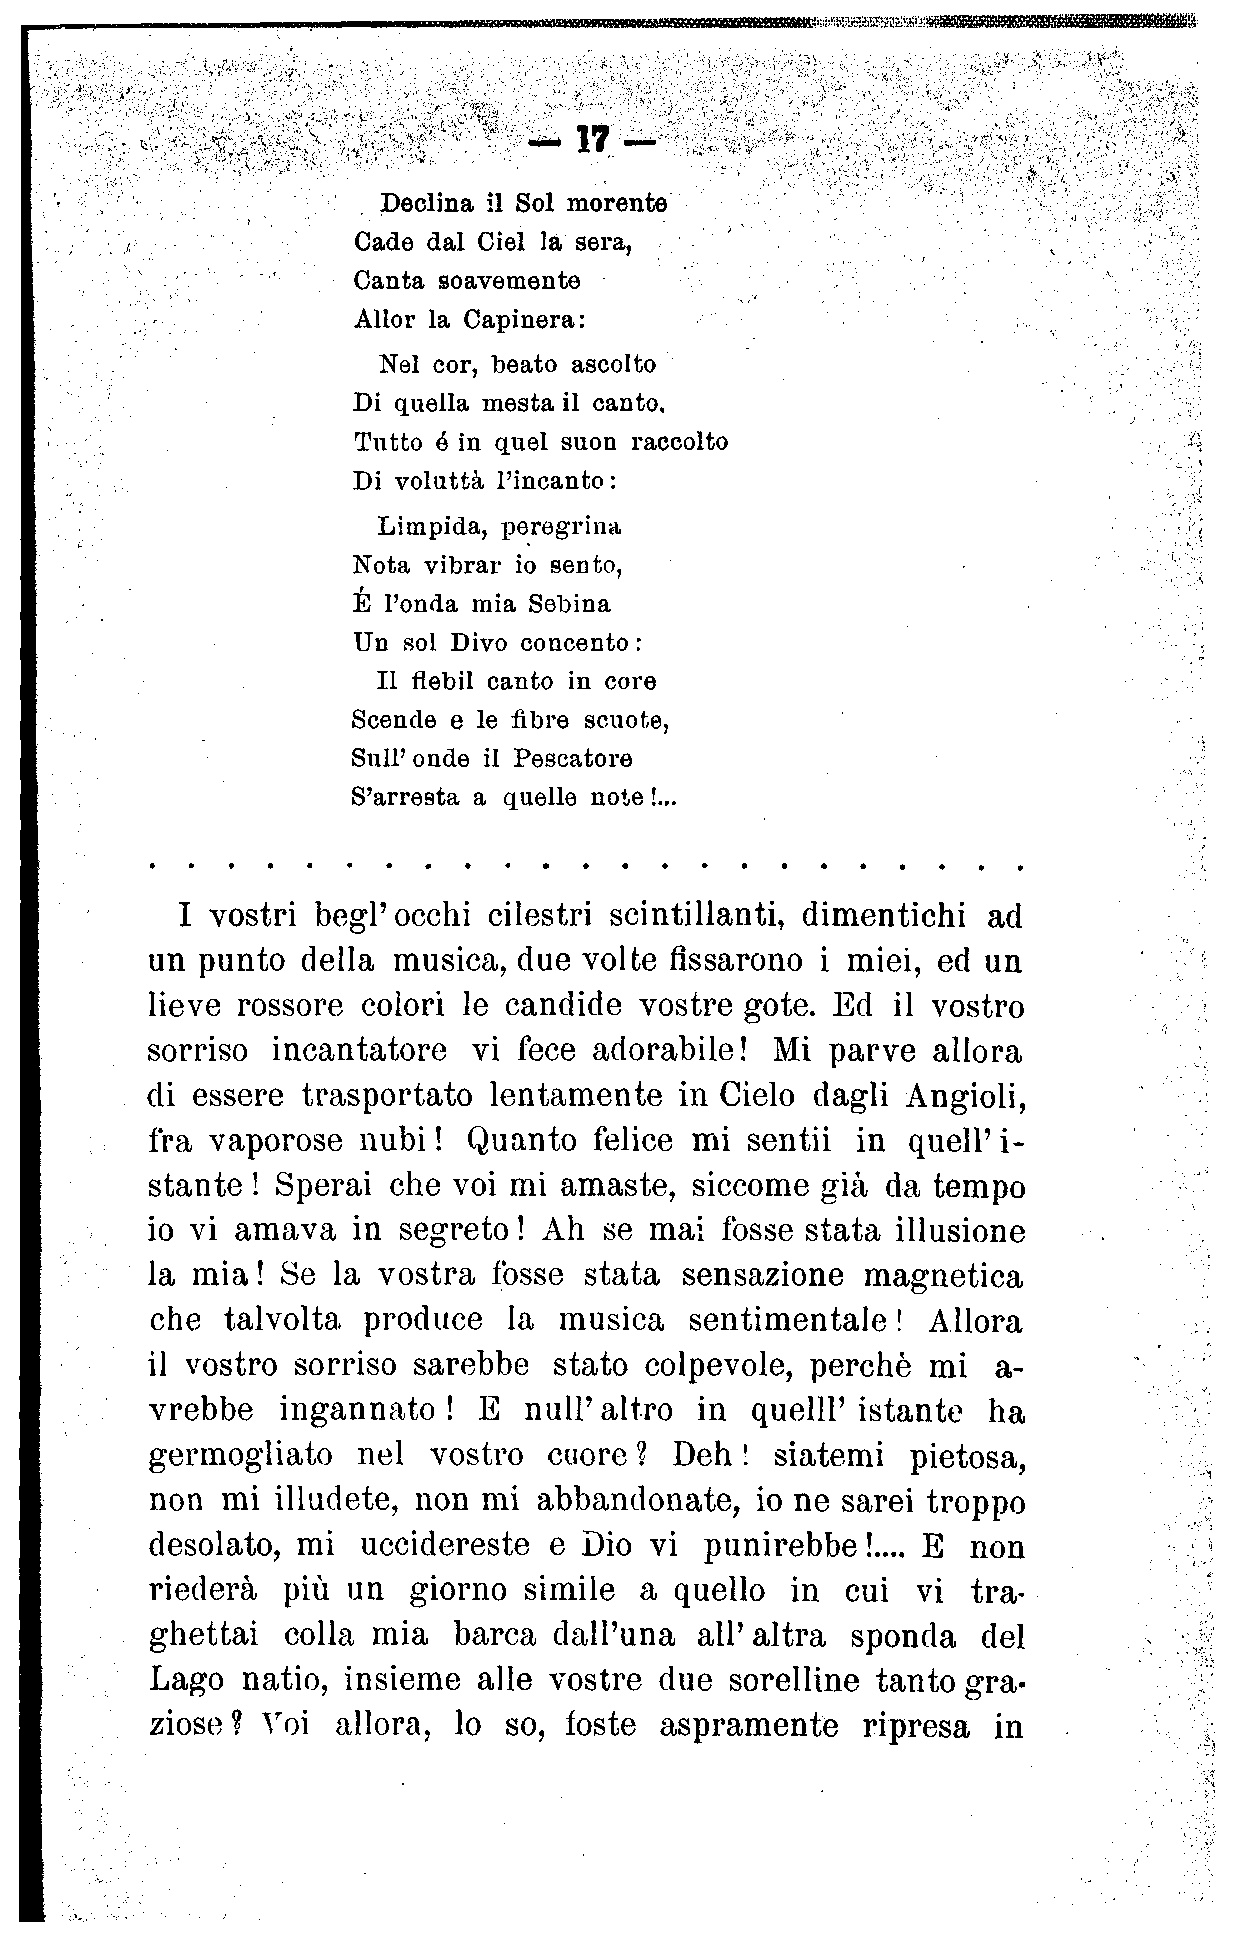 — 17 —
Declina il Sol morente
Cade dal Ciel la sera,
Canta soavemente
Allor la Capinera:
Nel cor, beato ascolto
Di quella mesta il canto.
Tutto é in quel suon raccolto
Di voluttà l'incanto:
Limpida, peregrina
Nota vibrar io sento,
É l'onda mia Sebina
Un sol Divo concento:
Il flebil canto in core
Scende e le fibre scuote,
Sull' onde il Pescatore
S'arresta a quelle note!...
. . . . . . . . . . . . . . . . . . . . . . .
I vostri begl' occhi cilestri scintillanti, dimentichi ad
un punto della musica, due volte fissarono i miei, ed un
lieve rossore colorì le candide vostre gote. Ed il vostro
sorriso incantatore vi fece adorabile! Mi parve allora
di essere trasportato lentamente in Cielo dagli Angioli,
fra vaporose nubi! Quanto felice mi sentii in quell' i-
stante! Sperai che voi mi amaste, siccome già da tempo
io vi amava in segreto! Ah se mai fosse stata illusione
la mia! Se la vostra fosse stata sensazione magnetica
che talvolta produce la musica sentimentale! Allora
il vostro sorriso sarebbe stato colpevole, perchè mi a-
vrebbe ingannato! E null' altro in quelll' istante ha
germogliato nel vostro cuore? Deh! siatemi pietosa,
non mi illudete, non mi abbandonate, io ne sarei troppo
desolato, mi uccidereste e Dio vi punirebbe!.... E non
riederà più un giorno simile a quello in cui vi tra-
ghettai colla mia barca dall'una all' altra sponda del
Lago natio, insieme alle vostre due sorelline tanto gra-
ziose? Voi allora, lo so, foste aspramente ripresa in